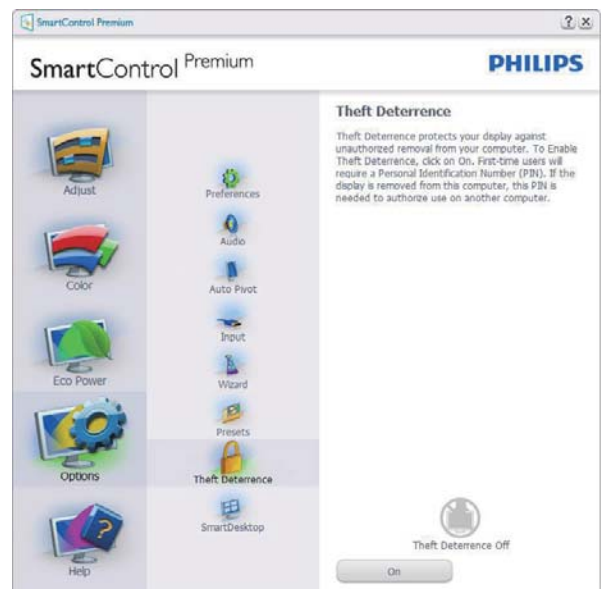 SmartControl Premium
? ×
SmartControl Premium
PHILIPS
Adjust
Color
Eco Power
Options
Help
Preferences
Audio
Auto Pivot
Input
Wizard
Presets
Theft Deterrence
SmartDesktop
Theft Deterrence
Theft Deterrence protects your display against
unauthorized removal from your computer. To Enable
Theft Deterrence, click on On. First-time users will
require a Personal Identification Number (PIN). If the
display is removed from this computer, this PIN is
needed to authorize use on another computer.
Theft Deterrence Off
On